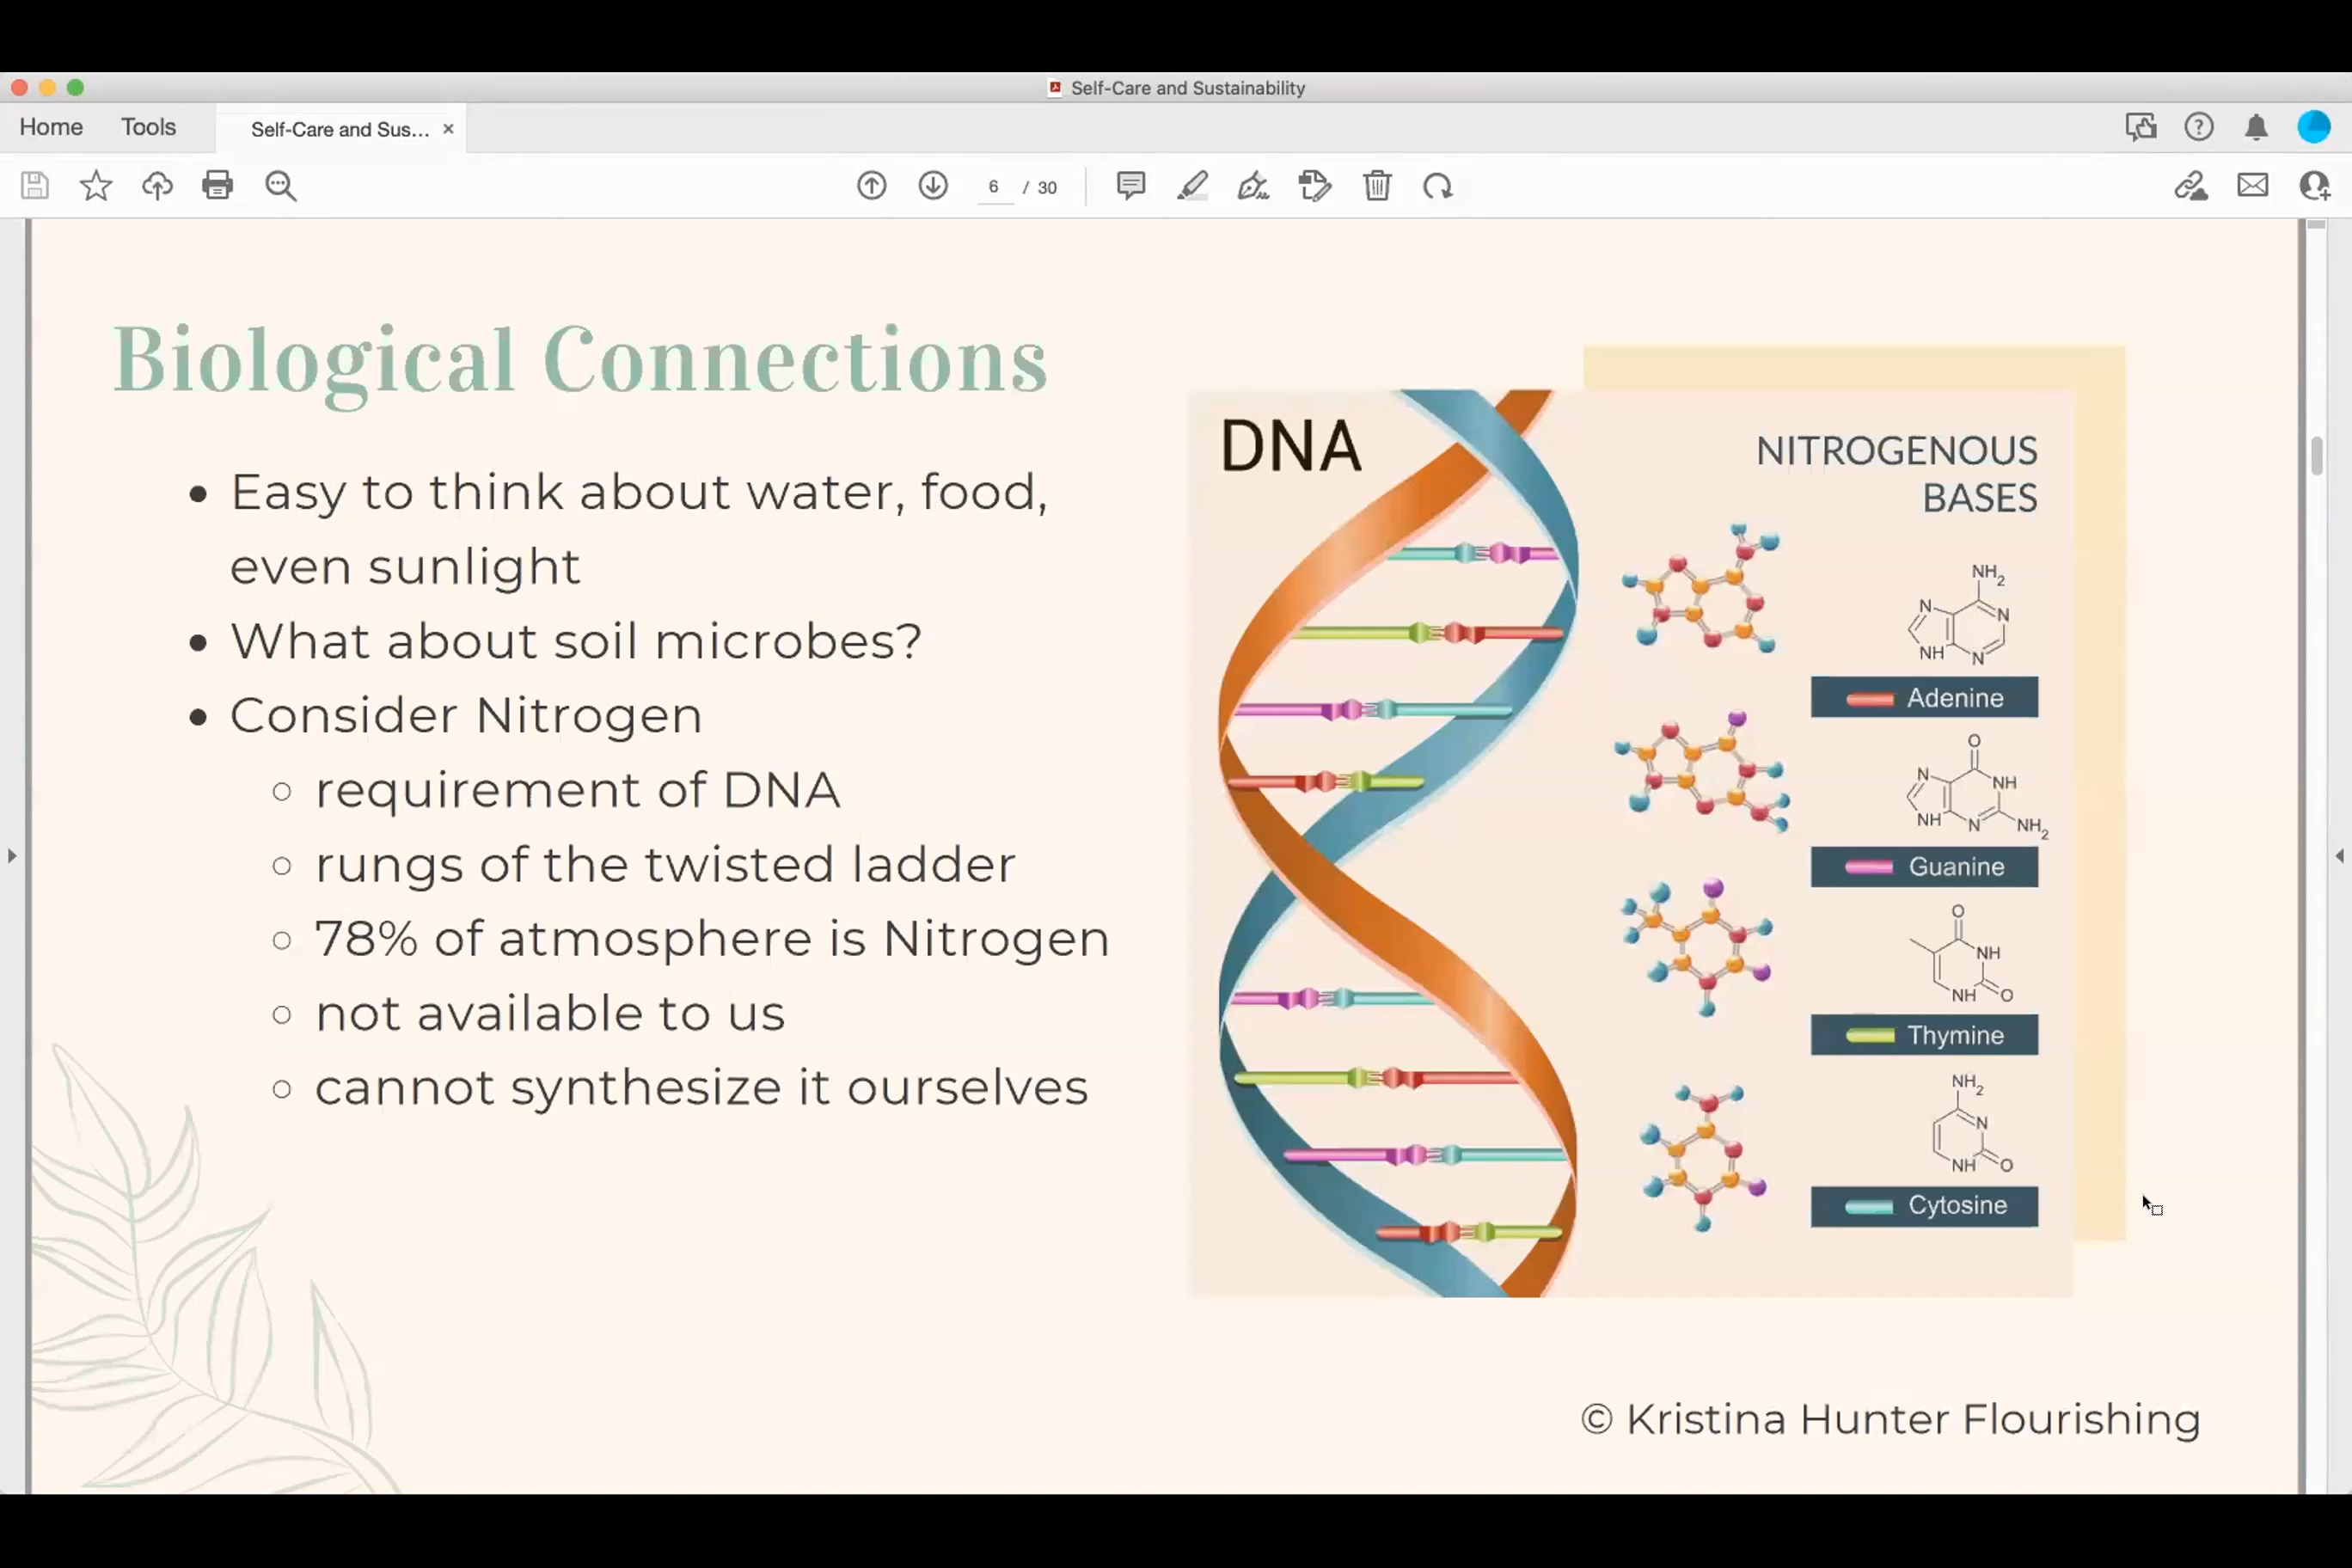 Self-Care and Sustainability
Home Tools Self-Care and Sus... ×
6 / 30
Biological Connections
• Easy to think about water, food,
even sunlight
• What about soil microbes?
• Consider Nitrogen
○ requirement of DNA
○ rungs of the twisted ladder
○ 78% of atmosphere is Nitrogen
○ not available to us
○ cannot synthesize it ourselves
DNA
NITROGENOUS
BASES
NH2
N
N
NH
N
Adenine
O
N
NH
NH
N
NH2
Guanine
O
NH
NH
O
Thymine
NH2
N
NH
O
Cytosine
© Kristina Hunter Flourishing